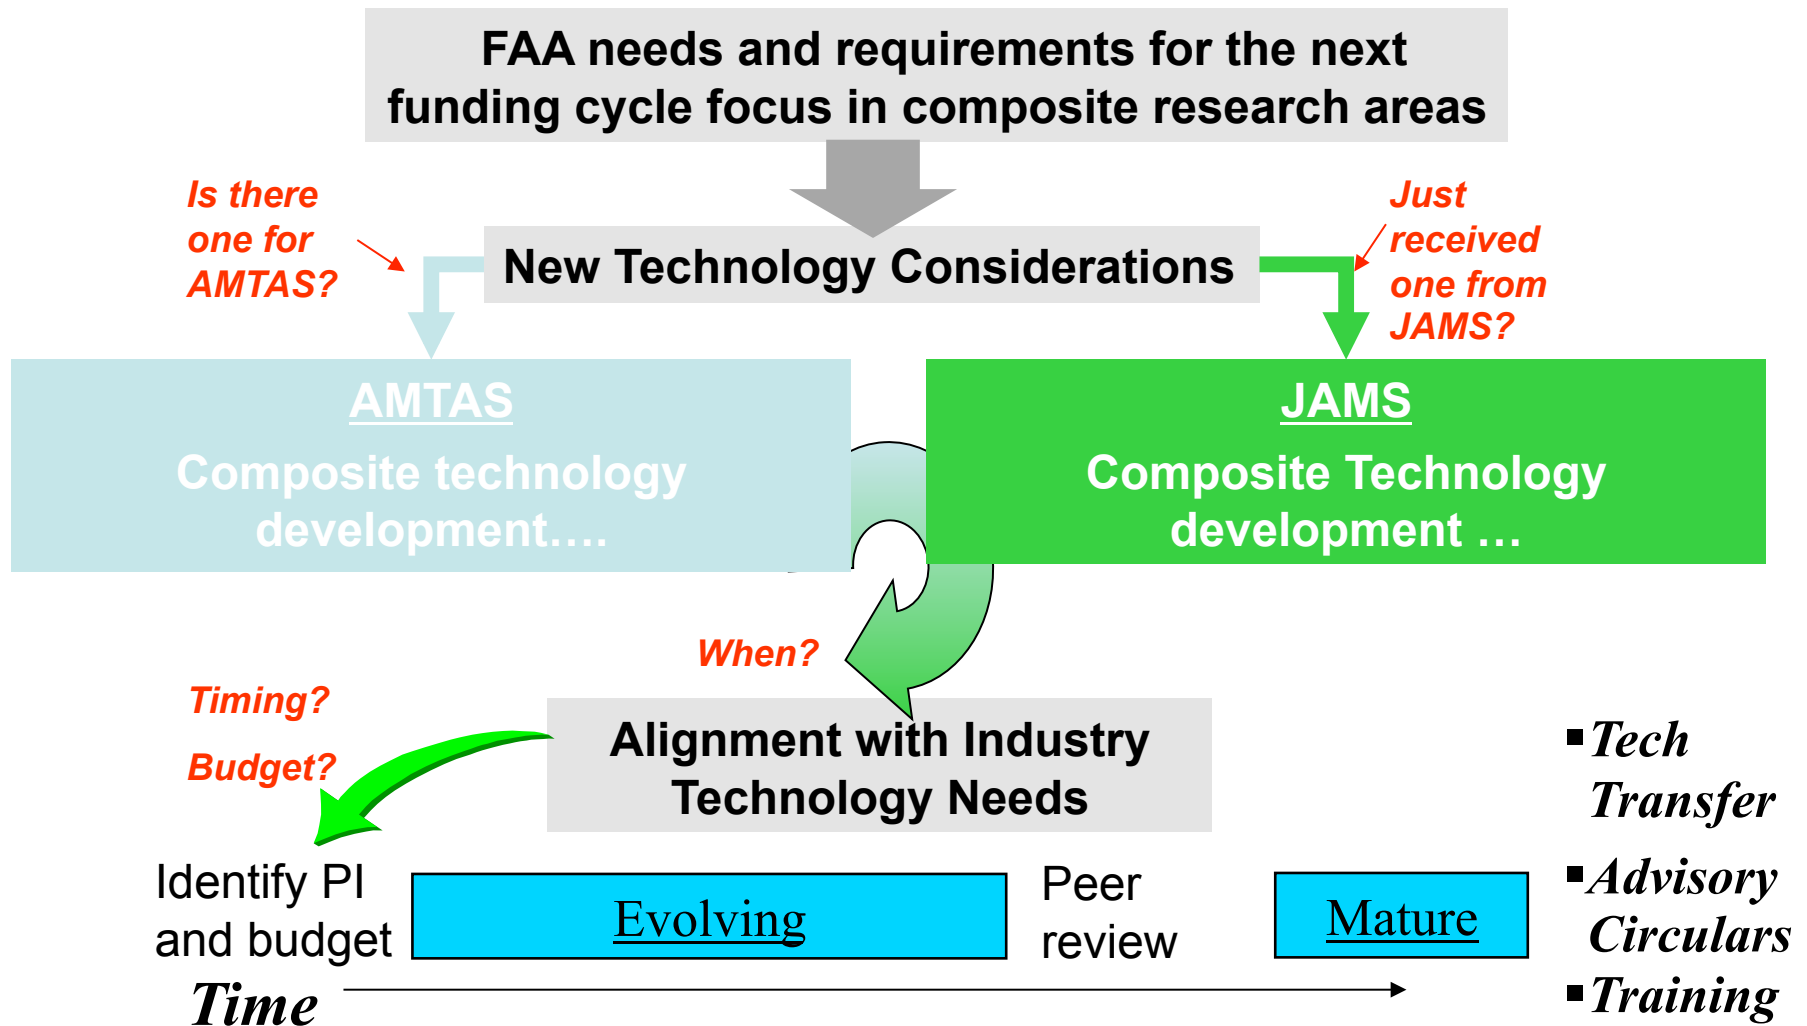 FAA needs and requirements for the next
funding cycle focus in composite research areas
Is there
one for
AMTAS?
New Technology Considerations
Just
received
one from
JAMS?
AMTAS
Composite technology
development….
JAMS
Composite Technology
development …
When?
Timing?
Budget?
Alignment with Industry
Technology Needs
Identify PI
and budget
Evolving
Peer
review
Mature
▪Tech
Transfer
▪Advisory
Circulars
▪Training
Time